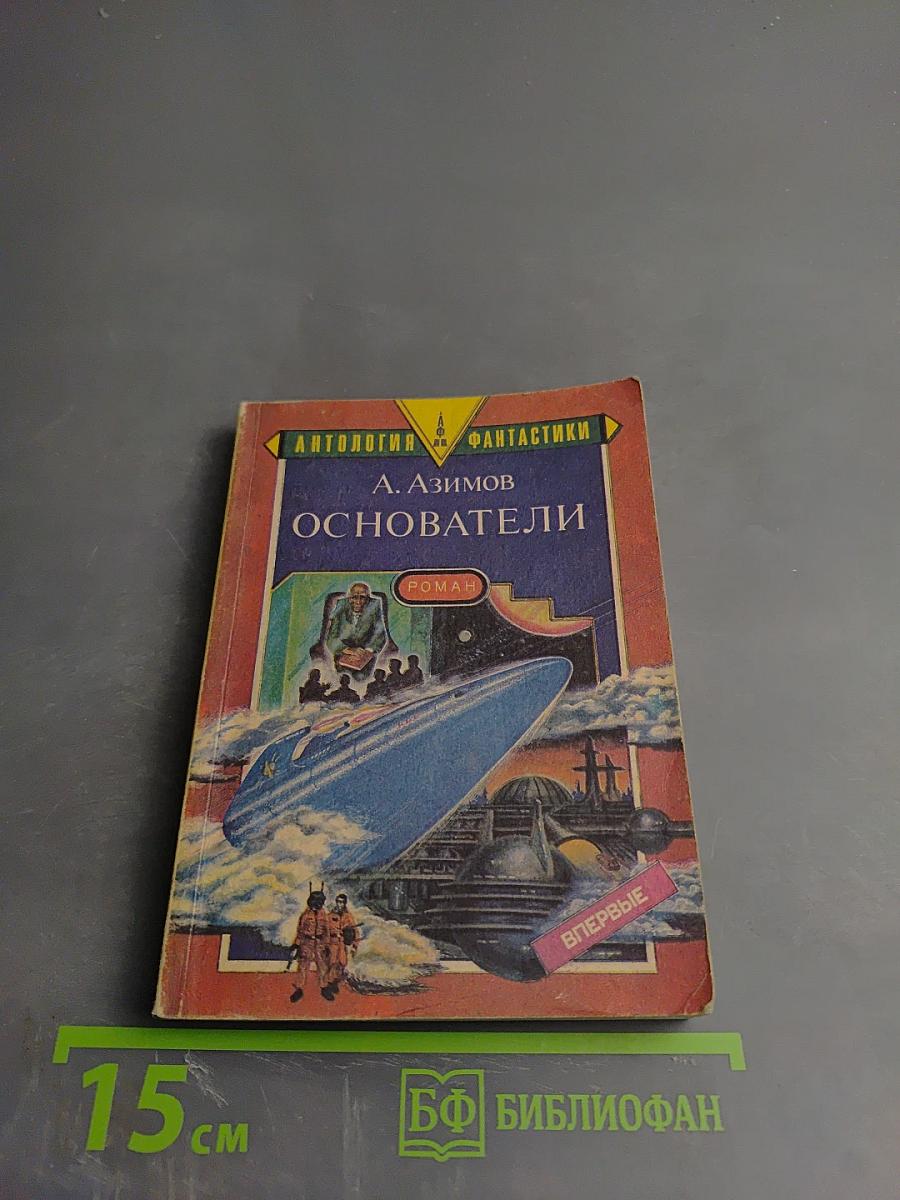 АНТОЛОГИЯ ФАНТАСТИКИ
А. АЗИМОВ
ОСНОВАТЕЛИ
РОМАН
ВПЕРВЫЕ
15 см
БФ БИБЛИОФАН